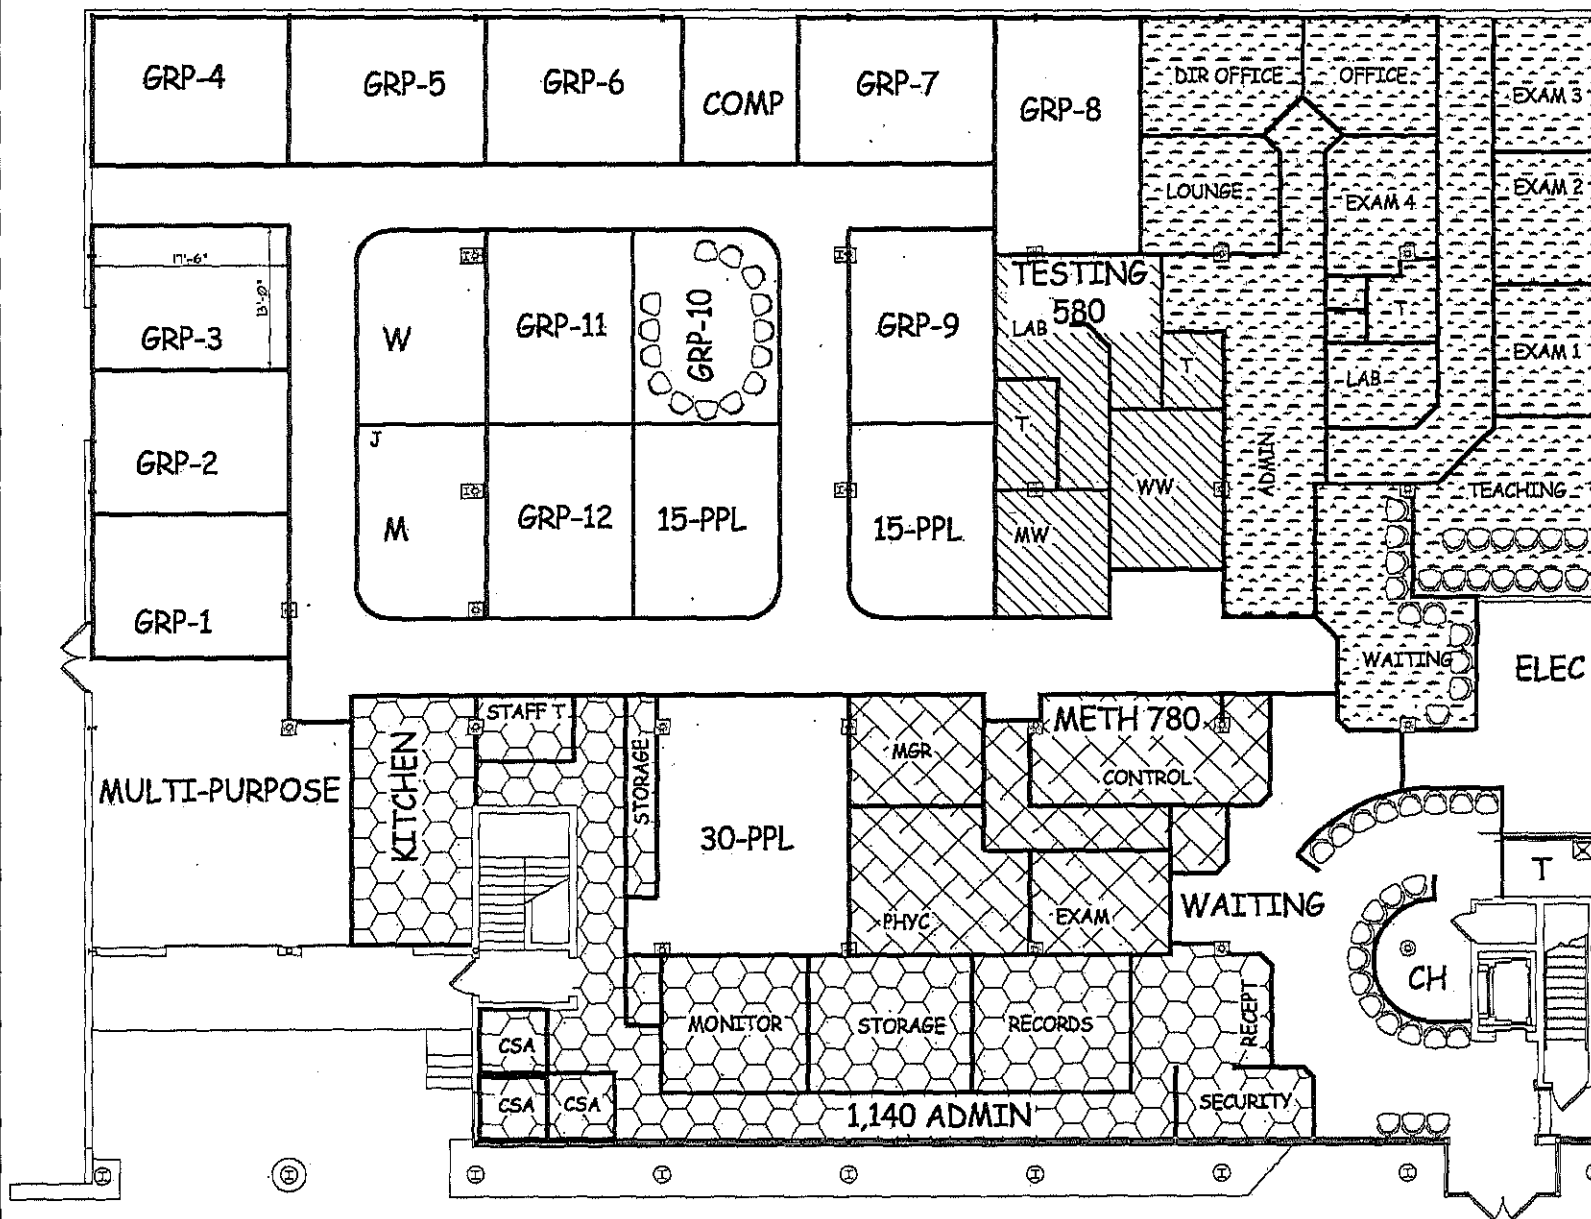 GRP-4
GRP-5
GRP-6
COMP
GRP-7
GRP-8
DIR OFFICE
OFFICE
EXAM 3
LOUNGE
EXAM 4
EXAM 2
17'-6"
13'-0"
GRP-3
W
GRP-11
GRP-10
GRP-9
TESTING
580
LAB
T
T
LAB
EXAM 1
J
GRP-2
M
GRP-12
15-PPL
15-PPL
T
MW
WW
ADMIN
TEACHING
GRP-1
WAITING
ELEC
STAFF T
STORAGE
MGR
METH 780
CONTROL
MULTI-PURPOSE
KITCHEN
30-PPL
PHYC
EXAM
WAITING
T
CH
MONITOR
STORAGE
RECORDS
RECEPT
CSA
CSA
CSA
1,140 ADMIN
SECURITY